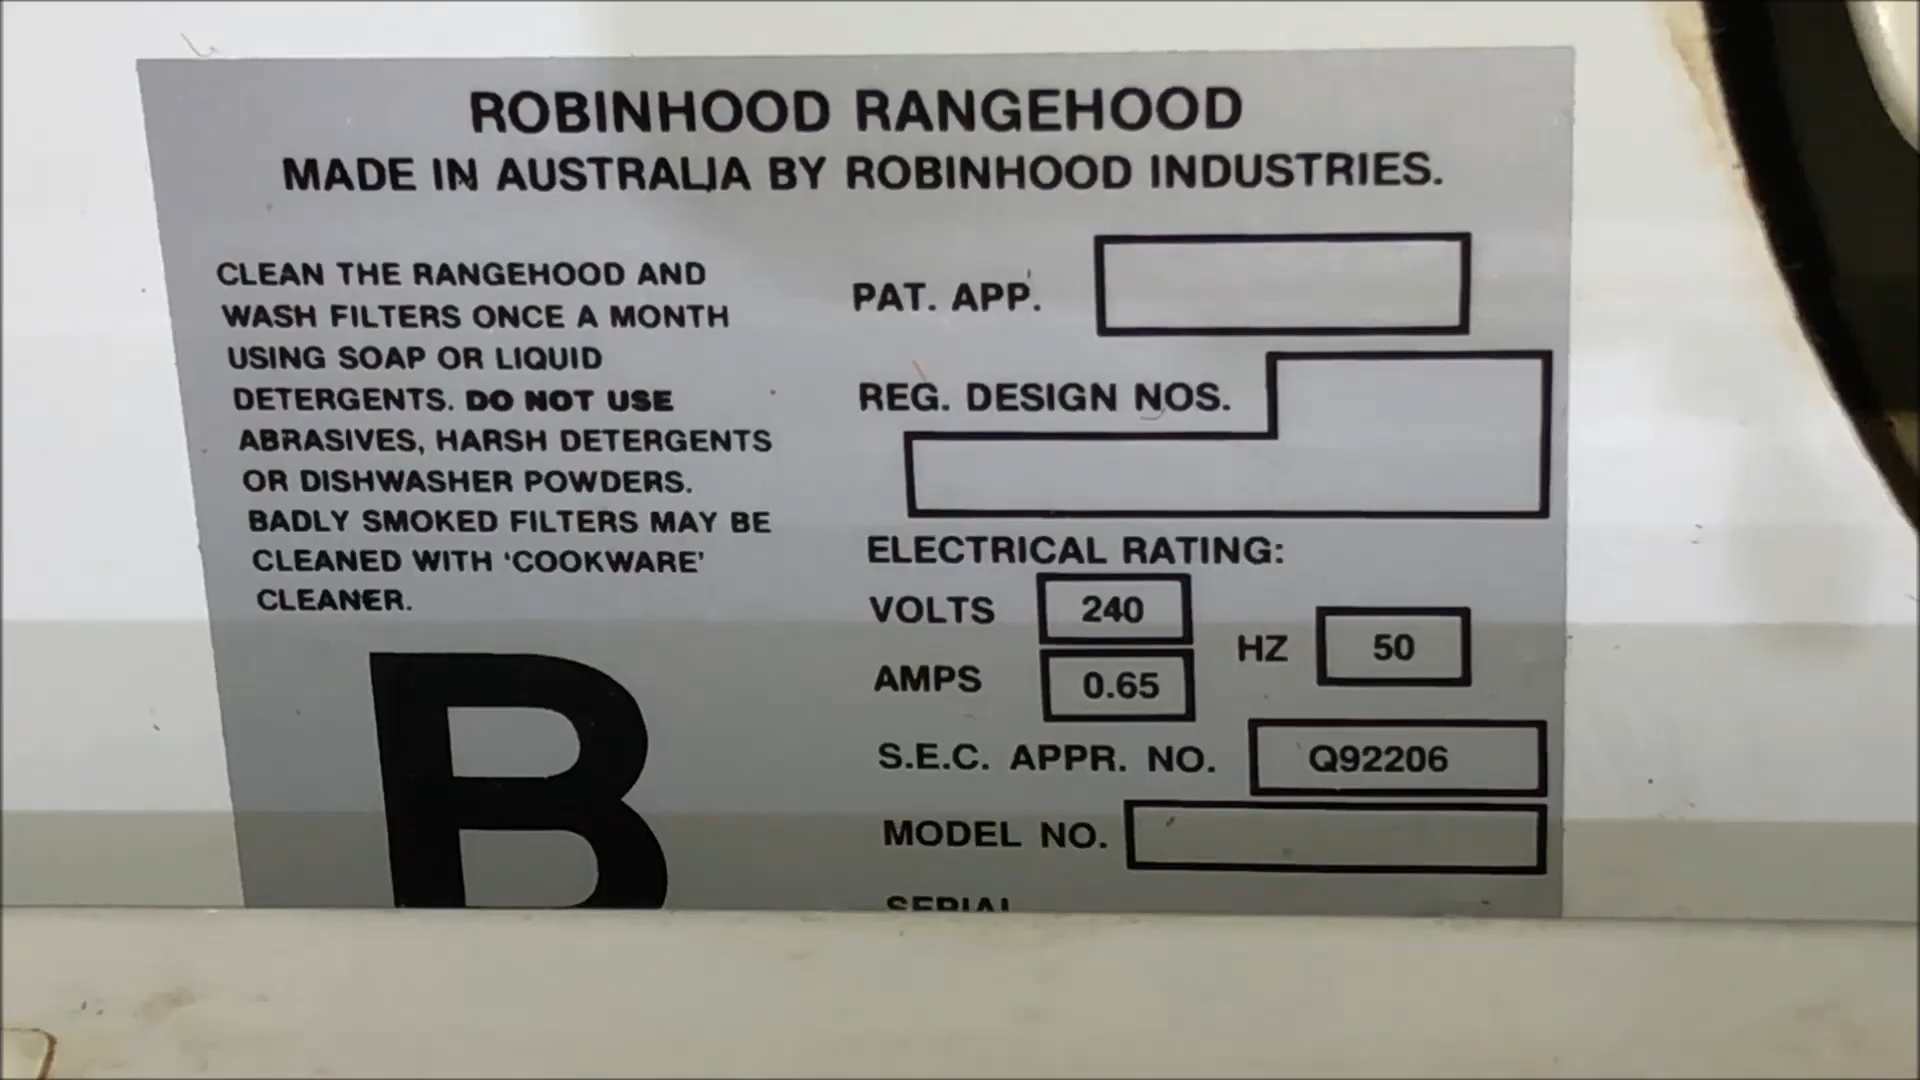 ROBINHOOD RANGEHOOD
MADE IN AUSTRALIA BY ROBINHOOD INDUSTRIES.
CLEAN THE RANGEHOOD AND
WASH FILTERS ONCE A MONTH
USING SOAP OR LIQUID
DETERGENTS. DO NOT USE
ABRASIVES, HARSH DETERGENTS
OR DISHWASHER POWDERS.
BADLY SMOKED FILTERS MAY BE
CLEANED WITH 'COOKWARE'
CLEANER.
B
PAT. APP.
REG. DESIGN NOS.
ELECTRICAL RATING:
VOLTS 240
HZ 50
AMPS 0.65
S.E.C. APPR. NO. Q92206
MODEL NO.
SERIAL